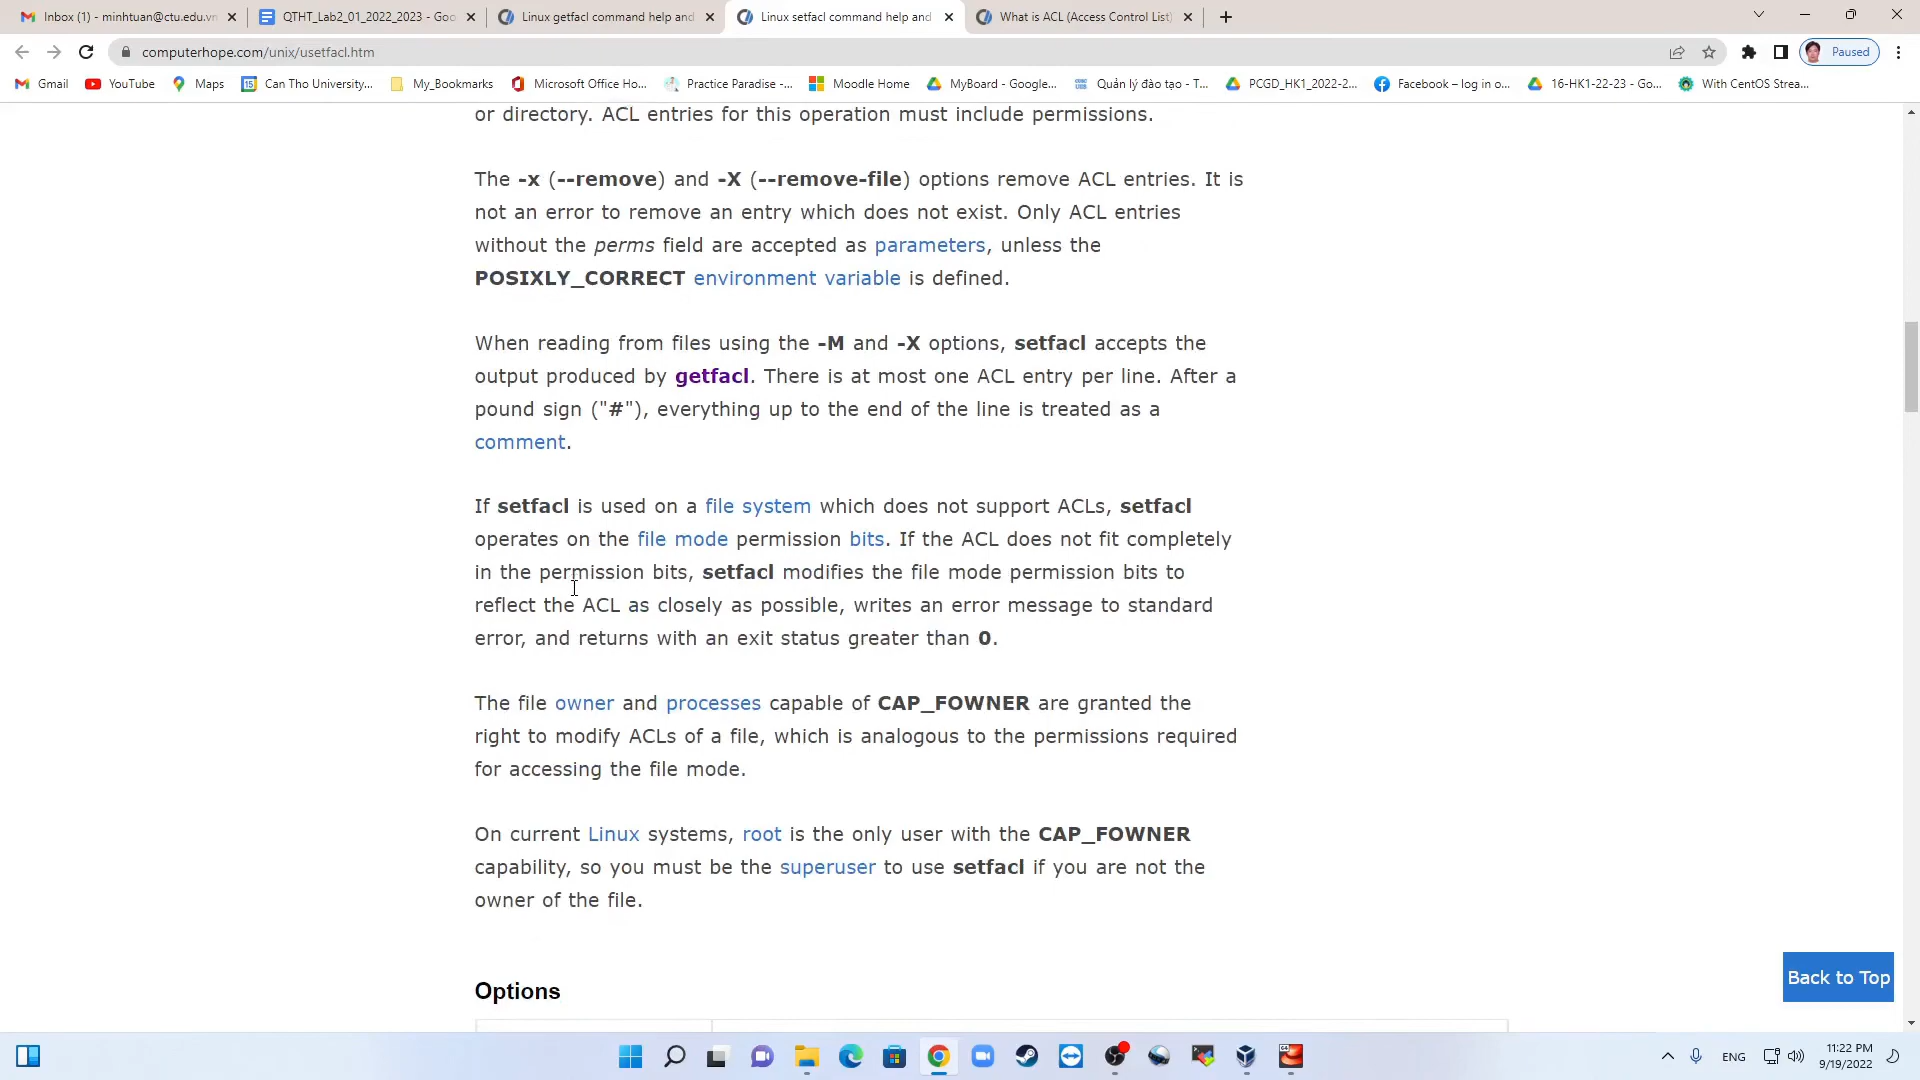 Inbox (1) - minhtuan@ctu.edu.vn
QTHT_Lab2_01_2022_2023 - Goo
Linux getfacl command help and
Linux setfacl command help and
What is ACL (Access Control List)
computerhope.com/unix/usetfacl.htm
Paused
Gmail
YouTube
Maps
Can Tho University...
My_Bookmarks
Microsoft Office Ho...
Practice Paradise -...
Moodle Home
MyBoard - Google...
Quản lý đào tạo - T...
PCGD_HK1_2022-2...
Facebook – log in o...
16-HK1-22-23 - Go...
With CentOS Strea...
or directory. ACL entries for this operation must include permissions.
The -x (--remove) and -X (--remove-file) options remove ACL entries. It is
not an error to remove an entry which does not exist. Only ACL entries
without the perms field are accepted as parameters, unless the
POSIXLY_CORRECT environment variable is defined.
When reading from files using the -M and -X options, setfacl accepts the
output produced by getfacl. There is at most one ACL entry per line. After a
pound sign ("#"), everything up to the end of the line is treated as a
comment.
If setfacl is used on a file system which does not support ACLs, setfacl
operates on the file mode permission bits. If the ACL does not fit completely
in the permission bits, setfacl modifies the file mode permission bits to
reflect the ACL as closely as possible, writes an error message to standard
error, and returns with an exit status greater than 0.
The file owner and processes capable of CAP_FOWNER are granted the
right to modify ACLs of a file, which is analogous to the permissions required
for accessing the file mode.
On current Linux systems, root is the only user with the CAP_FOWNER
capability, so you must be the superuser to use setfacl if you are not the
owner of the file.
Options
Back to Top
ENG
11:22 PM
9/19/2022